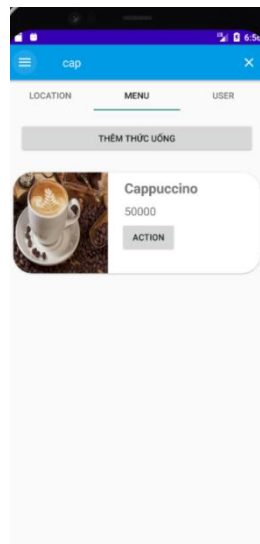 cap
LOCATION MENU USER
THÊM THỨC UỐNG
Cappuccino
50000
ACTION